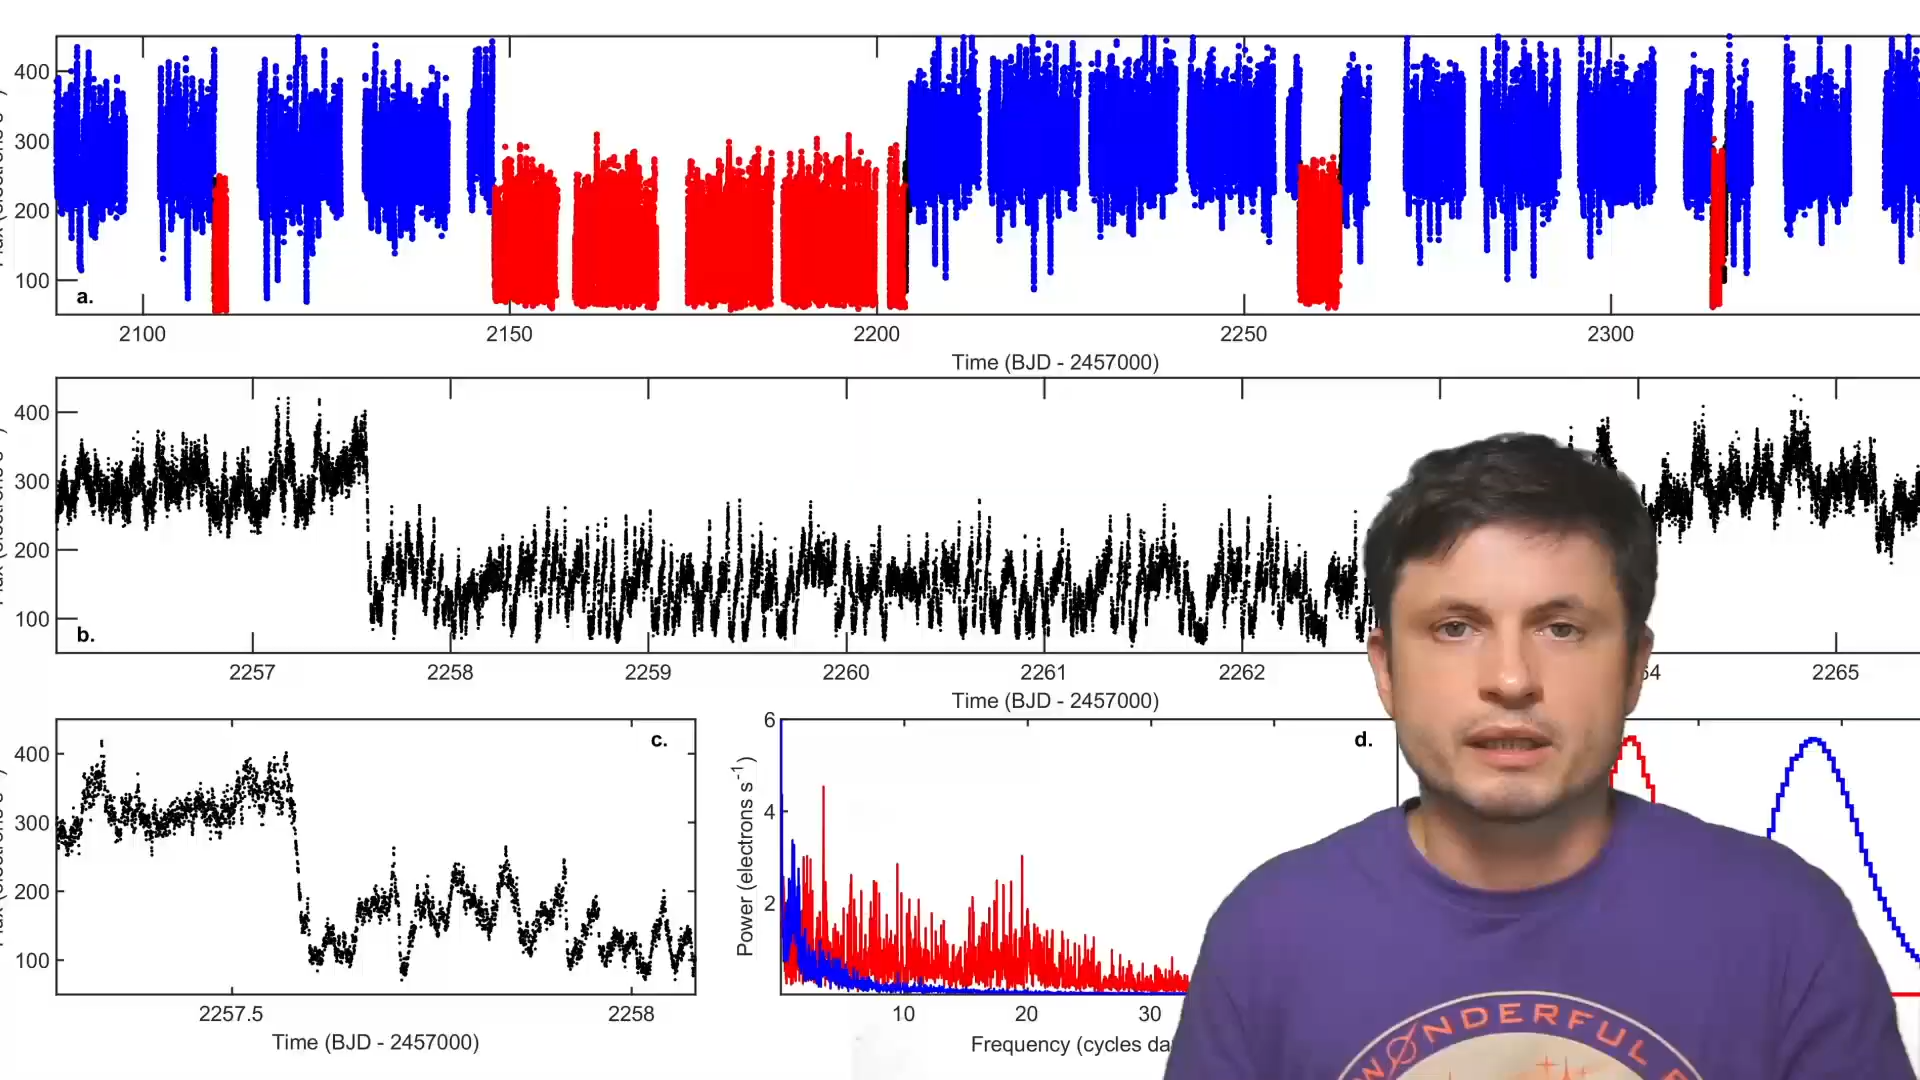 400
300
200
100
a.
2100 2150 2200 2250 2300
Time (BJD - 2457000)
400
300
200
100
b.
2257 2258 2259 2260 2261 2262 2265
Time (BJD - 2457000)
400
300
200
100
c.
2257.5 2258
Time (BJD - 2457000)
6
4
2
Power (electrons s⁻¹)
d.
10 20 30
Frequency (cycles
WØNDERFUL